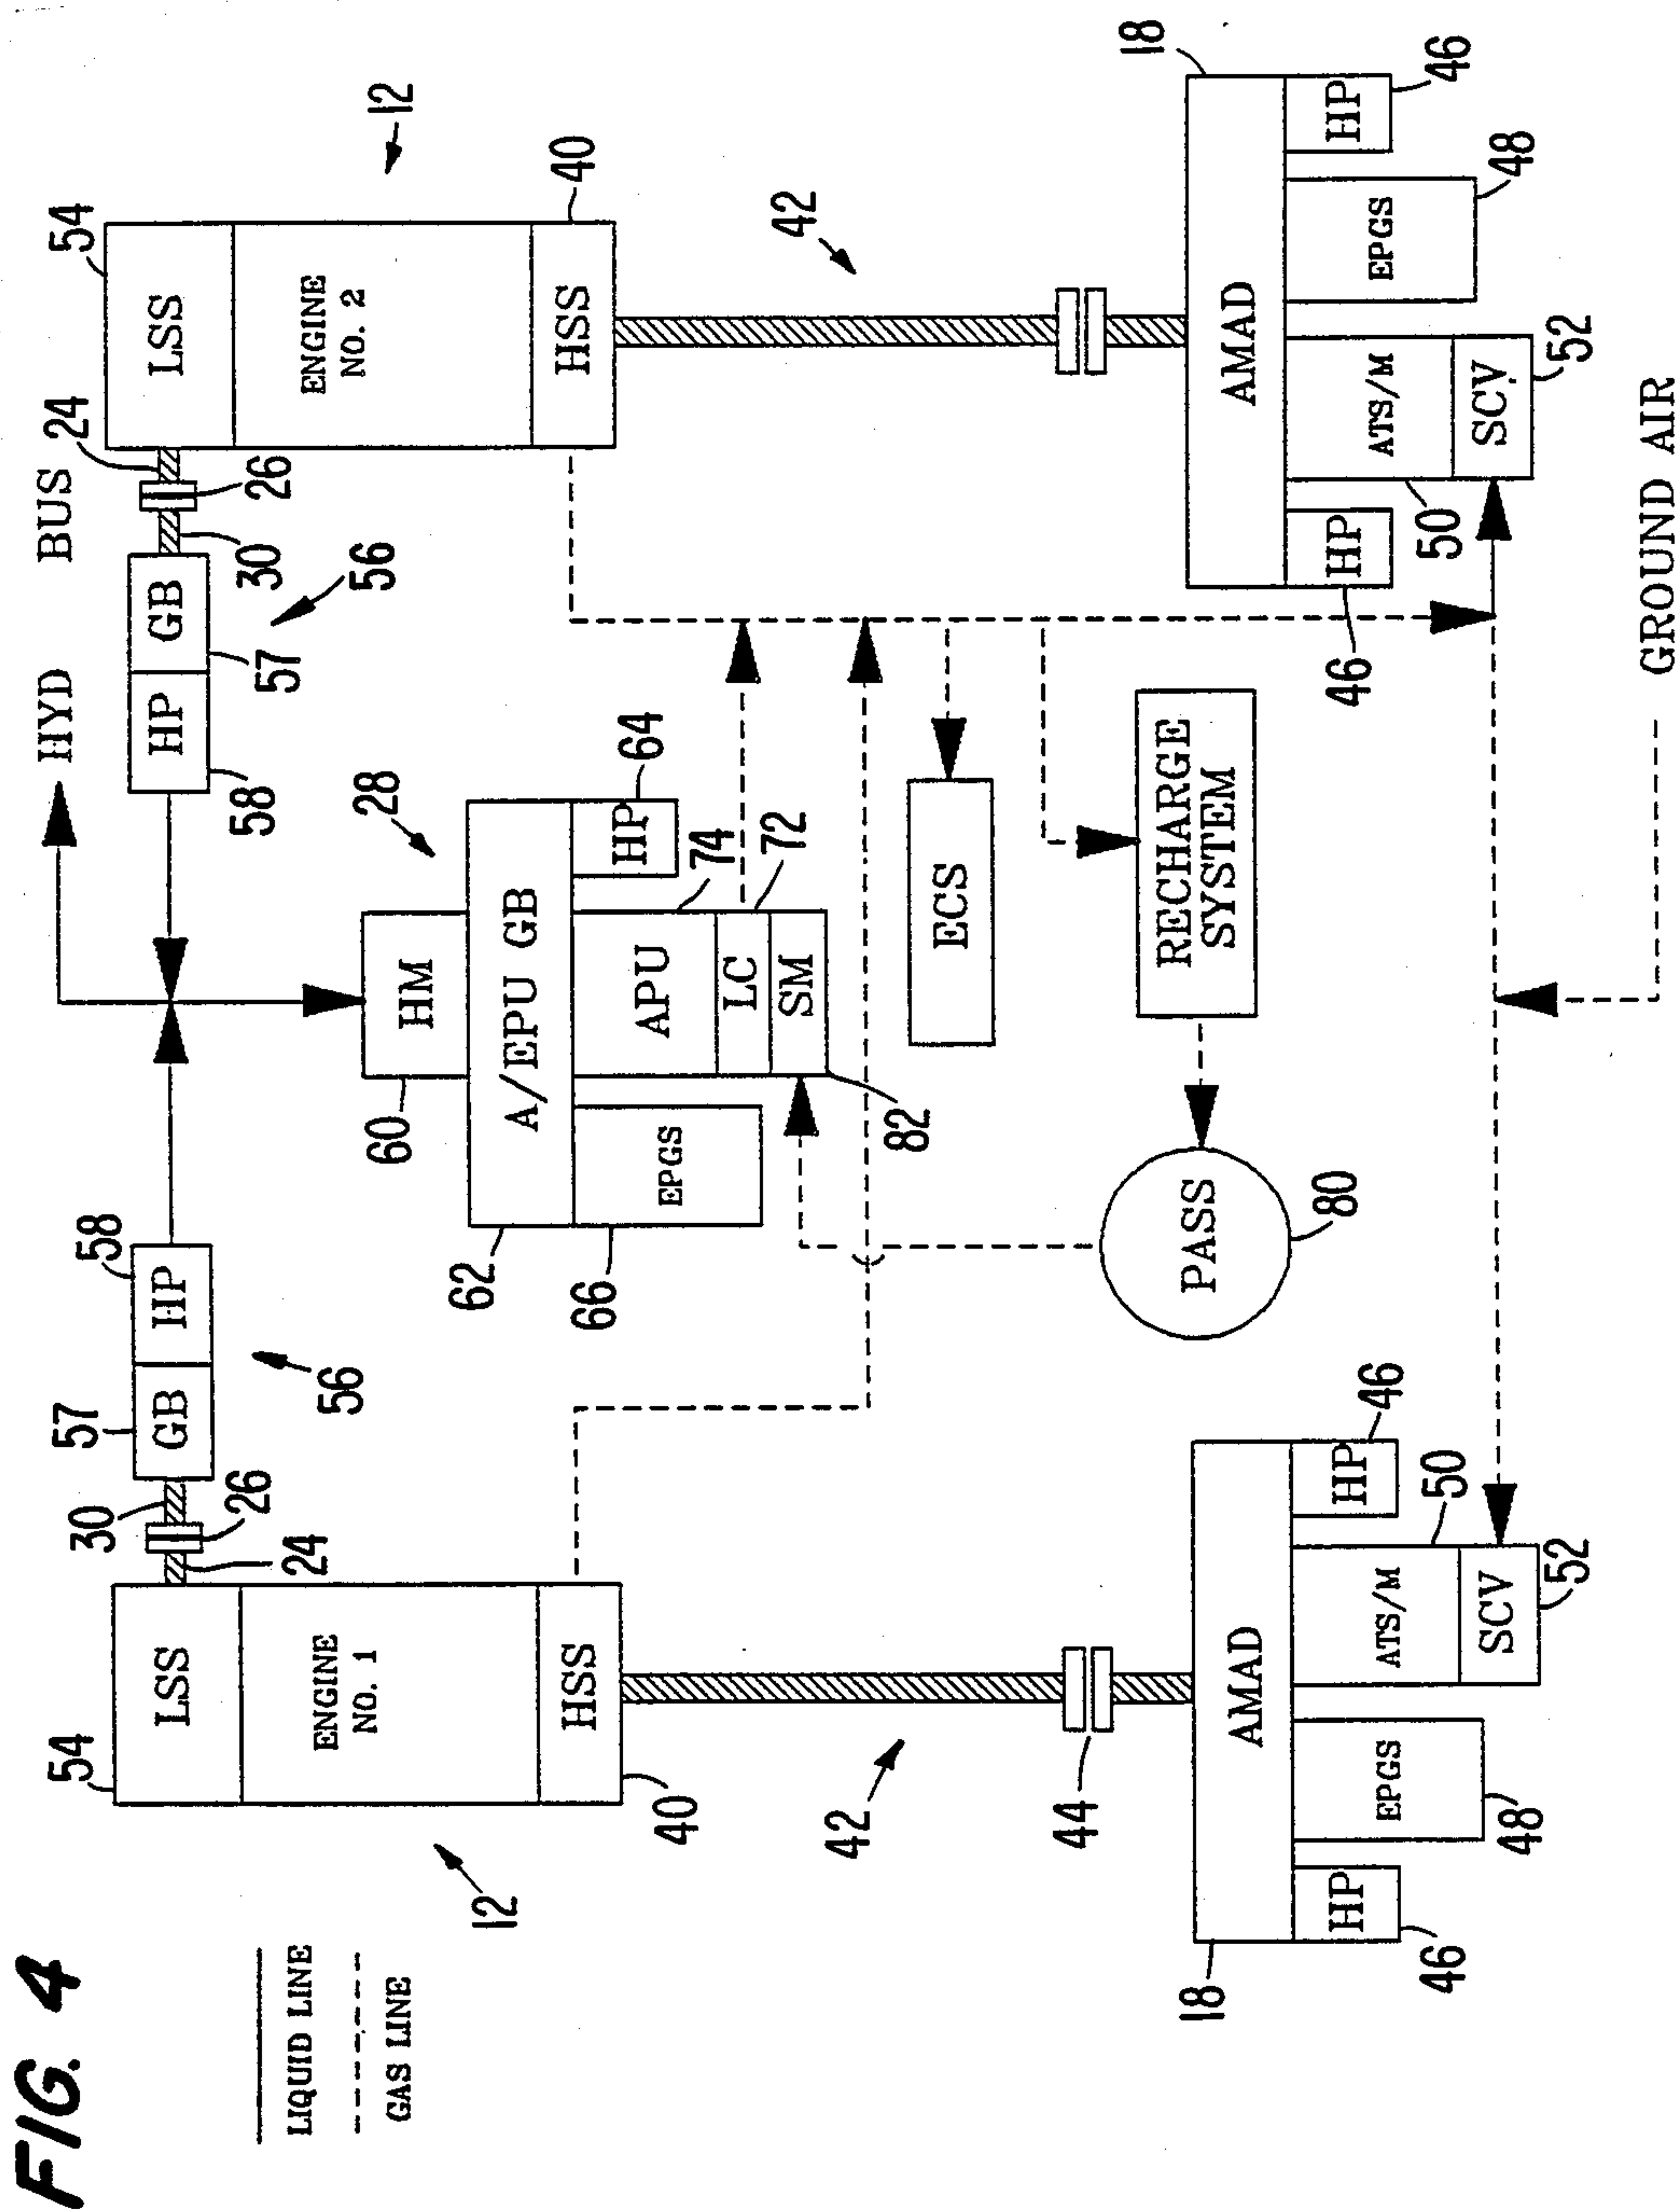 FIG. 4
LIQUID LINE
GAS LINE
HYD BUS
54
LSS
ENGINE
NO. 1
HSS
40
12
24
26
30
57
GB
HP
58
56
58
HP
GB
57
56
30
26
24
54
LSS
ENGINE
NO. 2
HSS
40
12
60
HM
28
62
A/EPU GB
HP
64
66
EPGS
APU
74
LC
72
SM
82
ECS
RECHARGE
SYSTEM
PASS
80
42
44
18
AMAD
HP
46
EPGS
48
ATS/M
50
SCV
52
HP
46
42
18
AMAD
HP
46
ATS/M
50
SCV
52
EPGS
48
HP
46
GROUND AIR